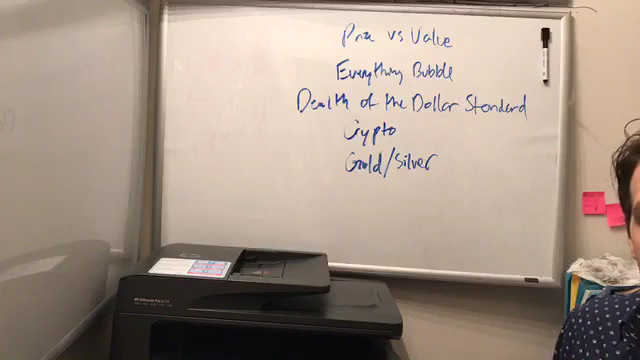 Price vs Value
Everything Bubble
Death of the Dollar Standard
Crypto
Gold/Silver